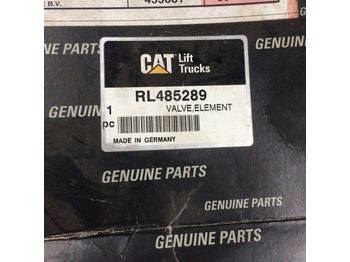 B.V.
GENUINE
GENUINE
CAT Lift
Trucks
RL485289
1 VALVE,ELEMENT
pc
MADE IN GERMANY
GENUINE PARTS
GENUINE PARTS
GENUINE PARTS
GENUINE PARTS